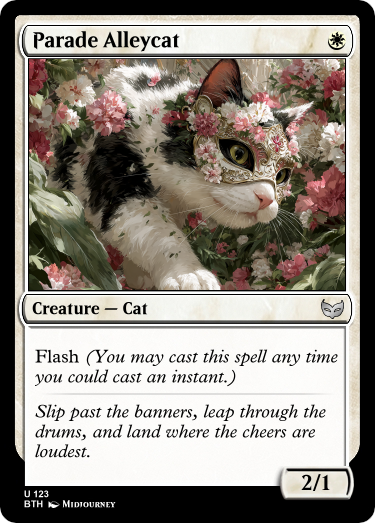 Parade Alleycat
Creature — Cat
Flash (You may cast this spell any time
you could cast an instant.)
Slip past the banners, leap through the
drums, and land where the cheers are
loudest.
2/1
U 123
BTH Midjourney